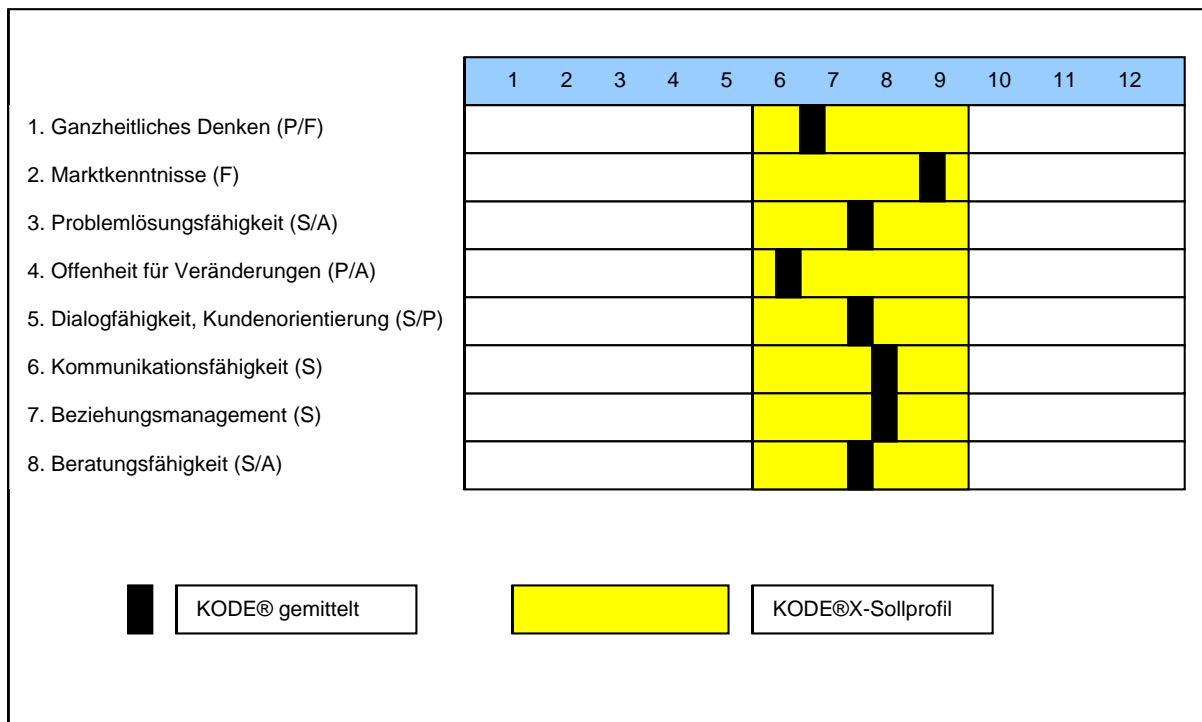 1 2 3 4 5 6 7 8 9 10 11 12
1. Ganzheitliches Denken (P/F)
2. Marktkenntnisse (F)
3. Problemlösungsfähigkeit (S/A)
4. Offenheit für Veränderungen (P/A)
5. Dialogfähigkeit, Kundenorientierung (S/P)
6. Kommunikationsfähigkeit (S)
7. Beziehungsmanagement (S)
8. Beratungsfähigkeit (S/A)
KODE® gemittelt
KODE®X-Sollprofil